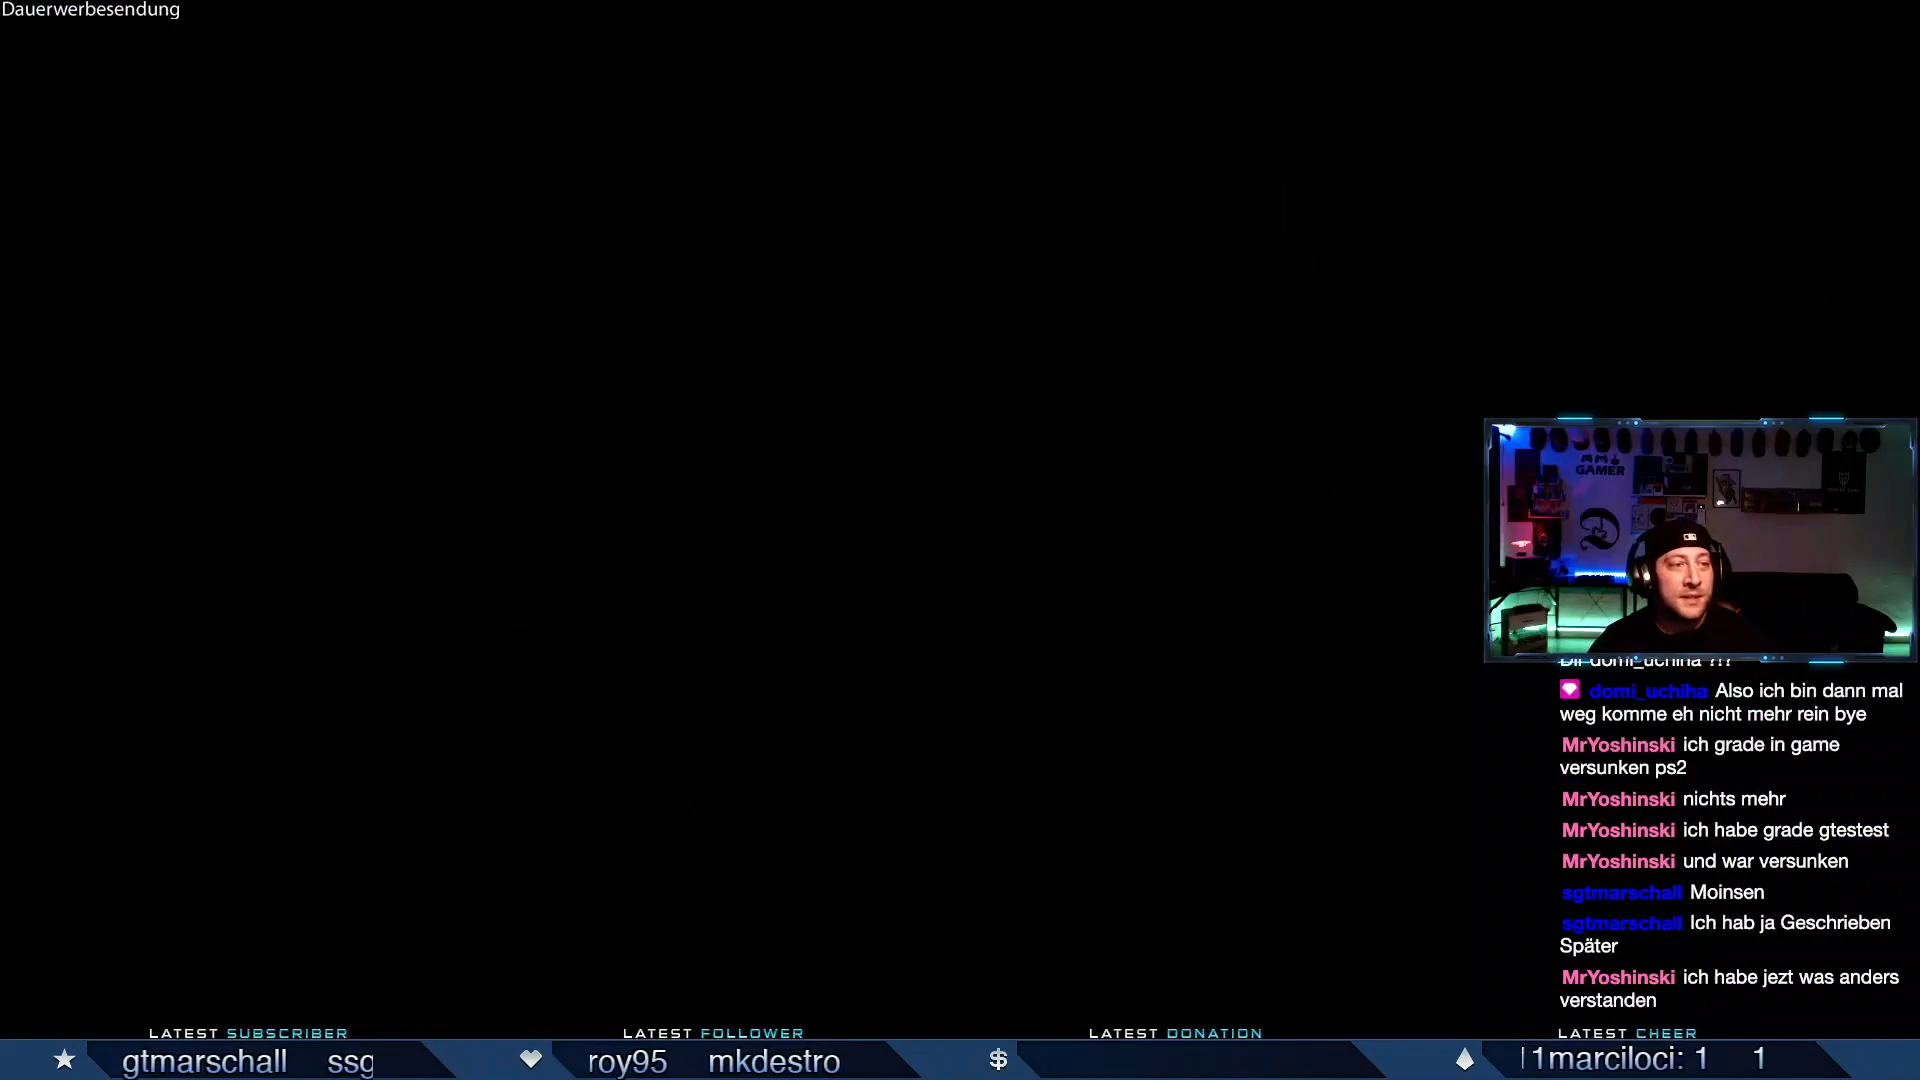 Dauerwerbesendung
GAMER
domi_uchiha Also ich bin dann mal
weg komme eh nicht mehr rein bye
MrYoshinski ich grade in game
versunken ps2
MrYoshinski nichts mehr
MrYoshinski ich habe grade gtestest
MrYoshinski und war versunken
sgtmarschall Moinsen
sgtmarschall Ich hab ja Geschrieben
Später
MrYoshinski ich habe jezt was anders
verstanden
LATEST SUBSCRIBER
gtmarschall ssg
LATEST FOLLOWER
roy95 mkdestro
LATEST DONATION
$
LATEST CHEER
1marciloci: 1 1